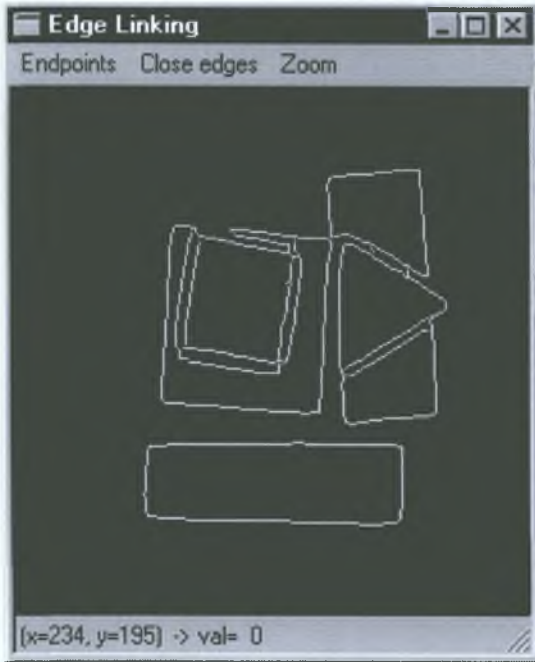 Edge Linking
Endpoints Close edges Zoom
(x=234, y=195) -> val= 0